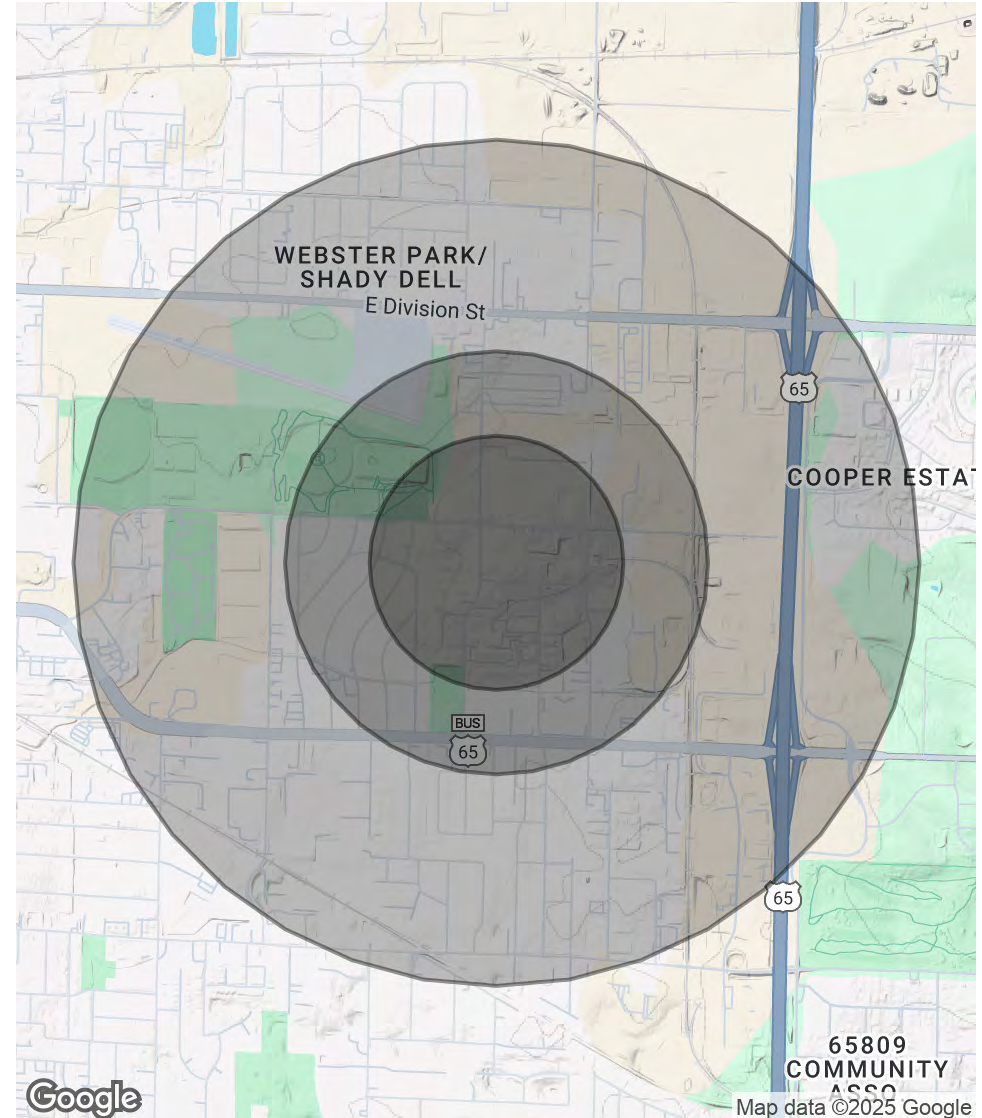 WEBSTER PARK/
SHADY DELL
E Division St
65
COOPER ESTAT
BUS
65
65
65809
COMMUNITY
ASSO
Google
Map data ©2025 Google